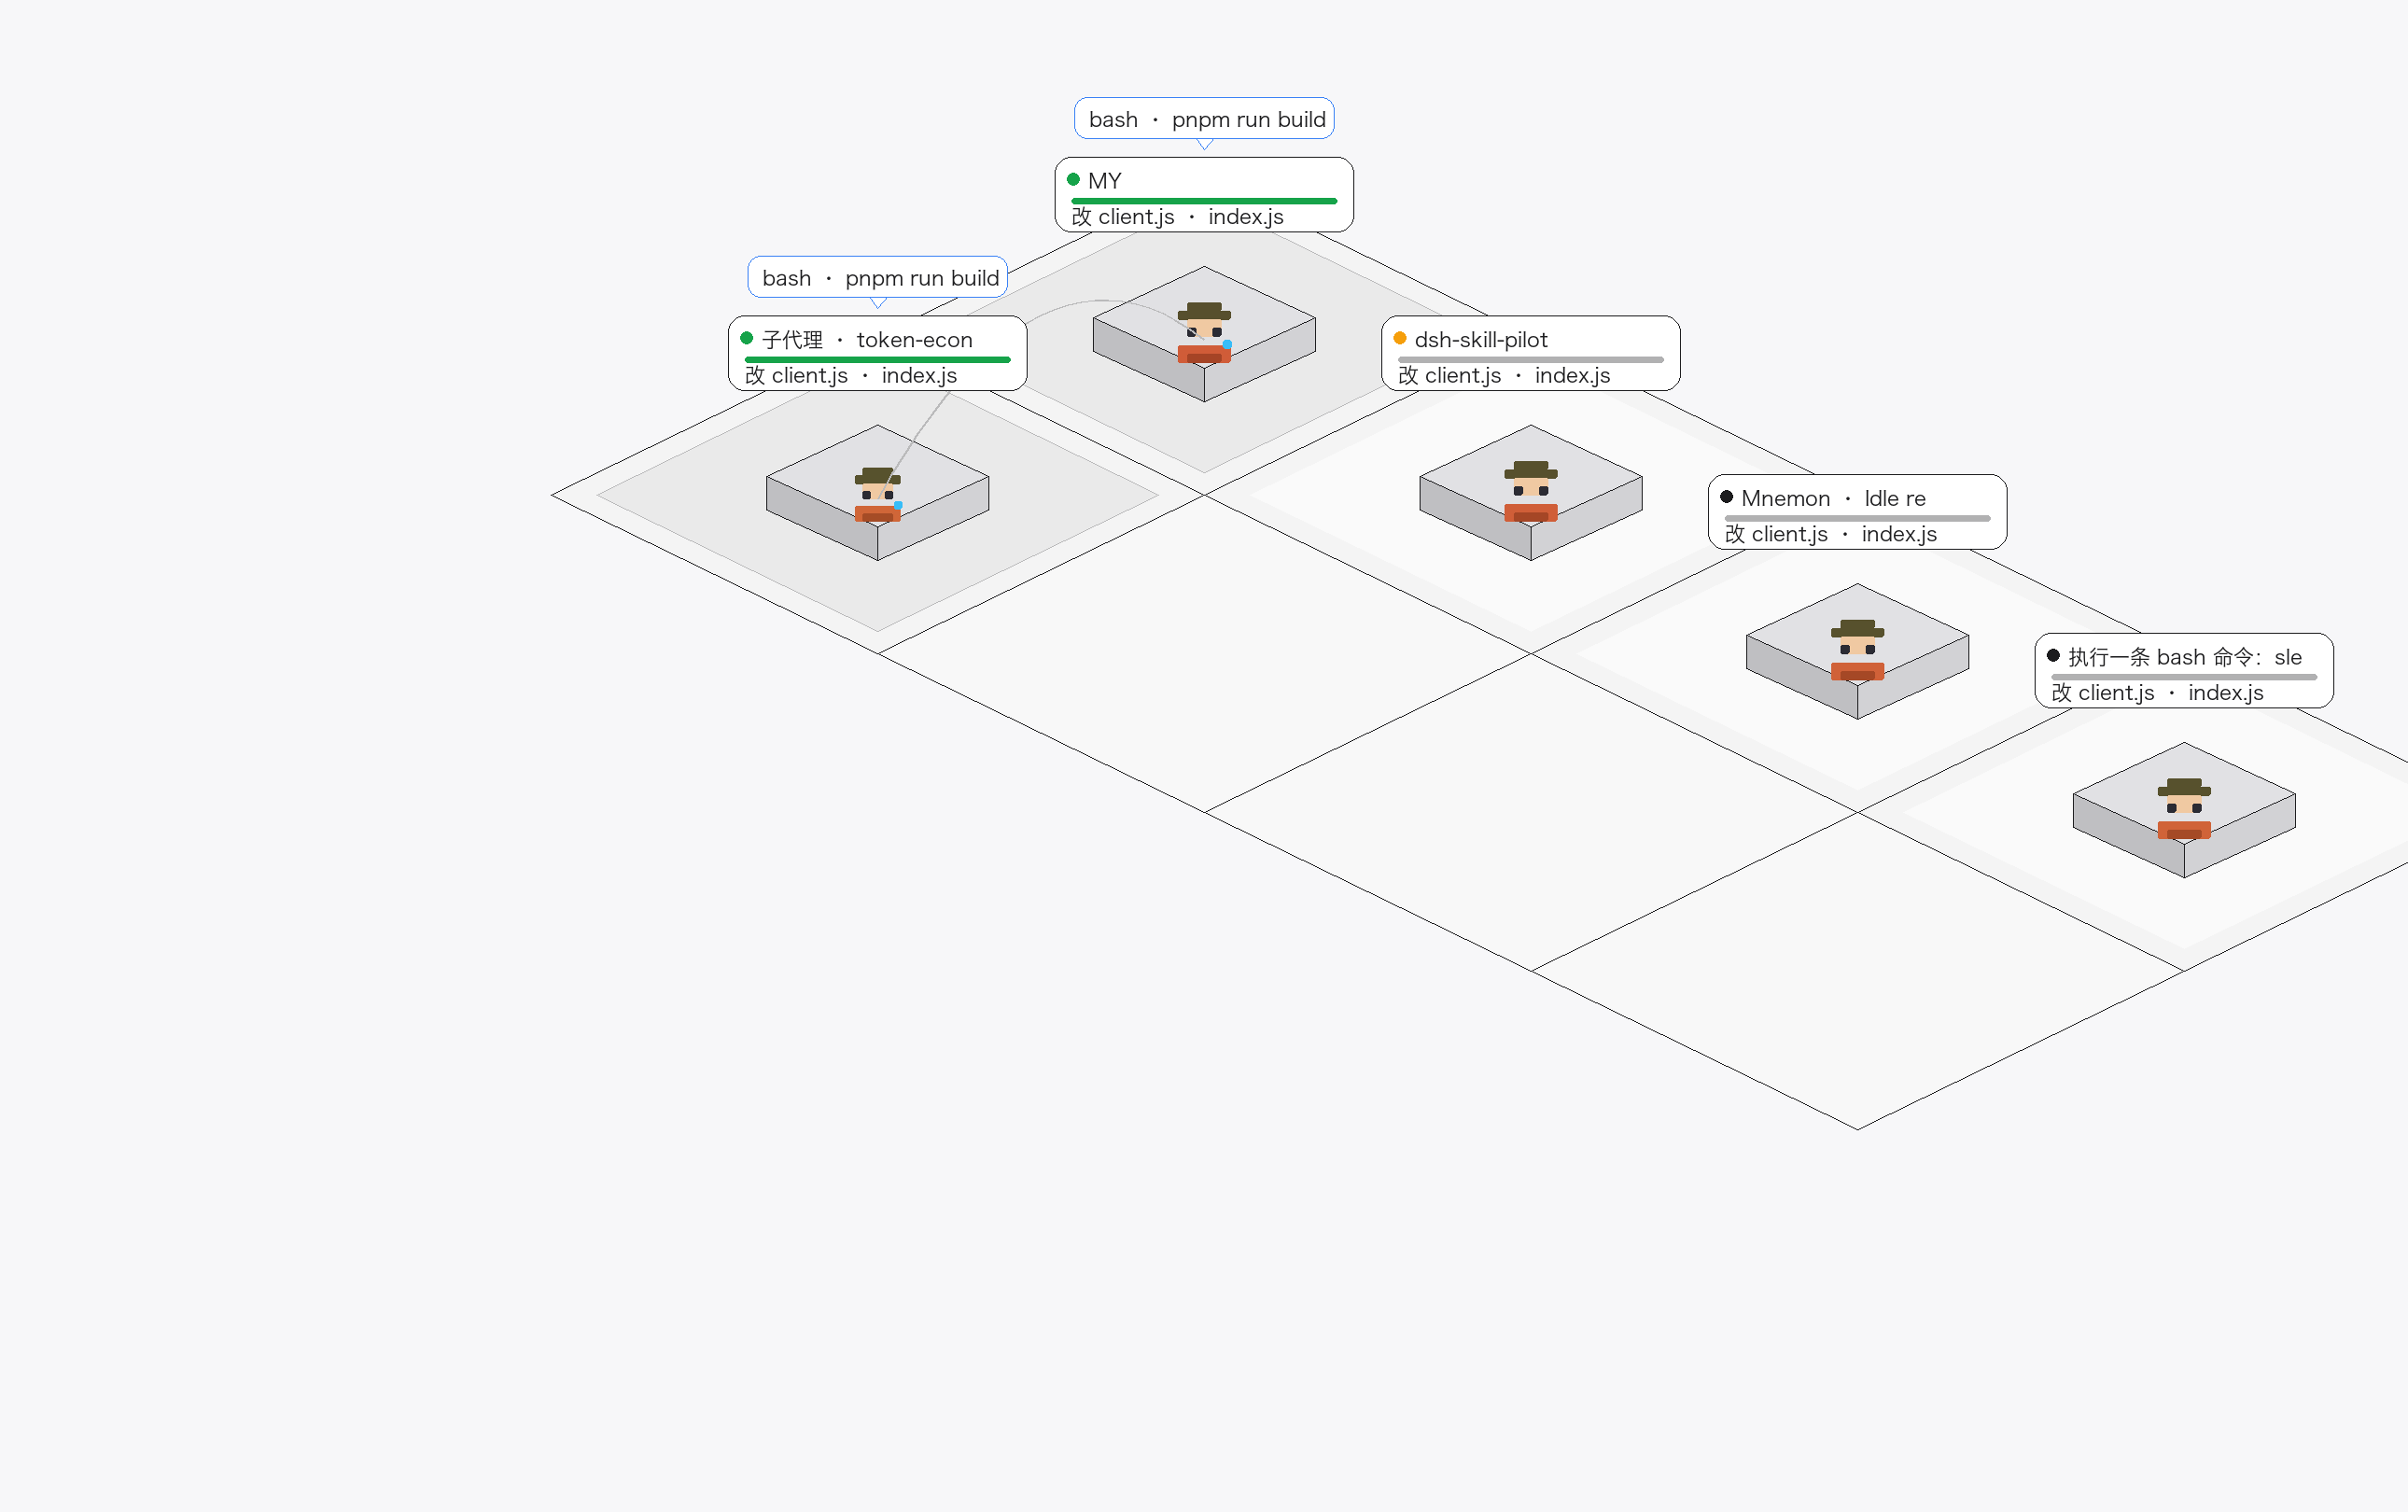 bash · pnpm run build
MY
改 client.js · index.js
bash · pnpm run build
子代理 · token-econ
改 client.js · index.js
dsh-skill-pilot
改 client.js · index.js
Mnemon · Idle re
改 client.js · index.js
执行一条 bash 命令：sle
改 client.js · index.js